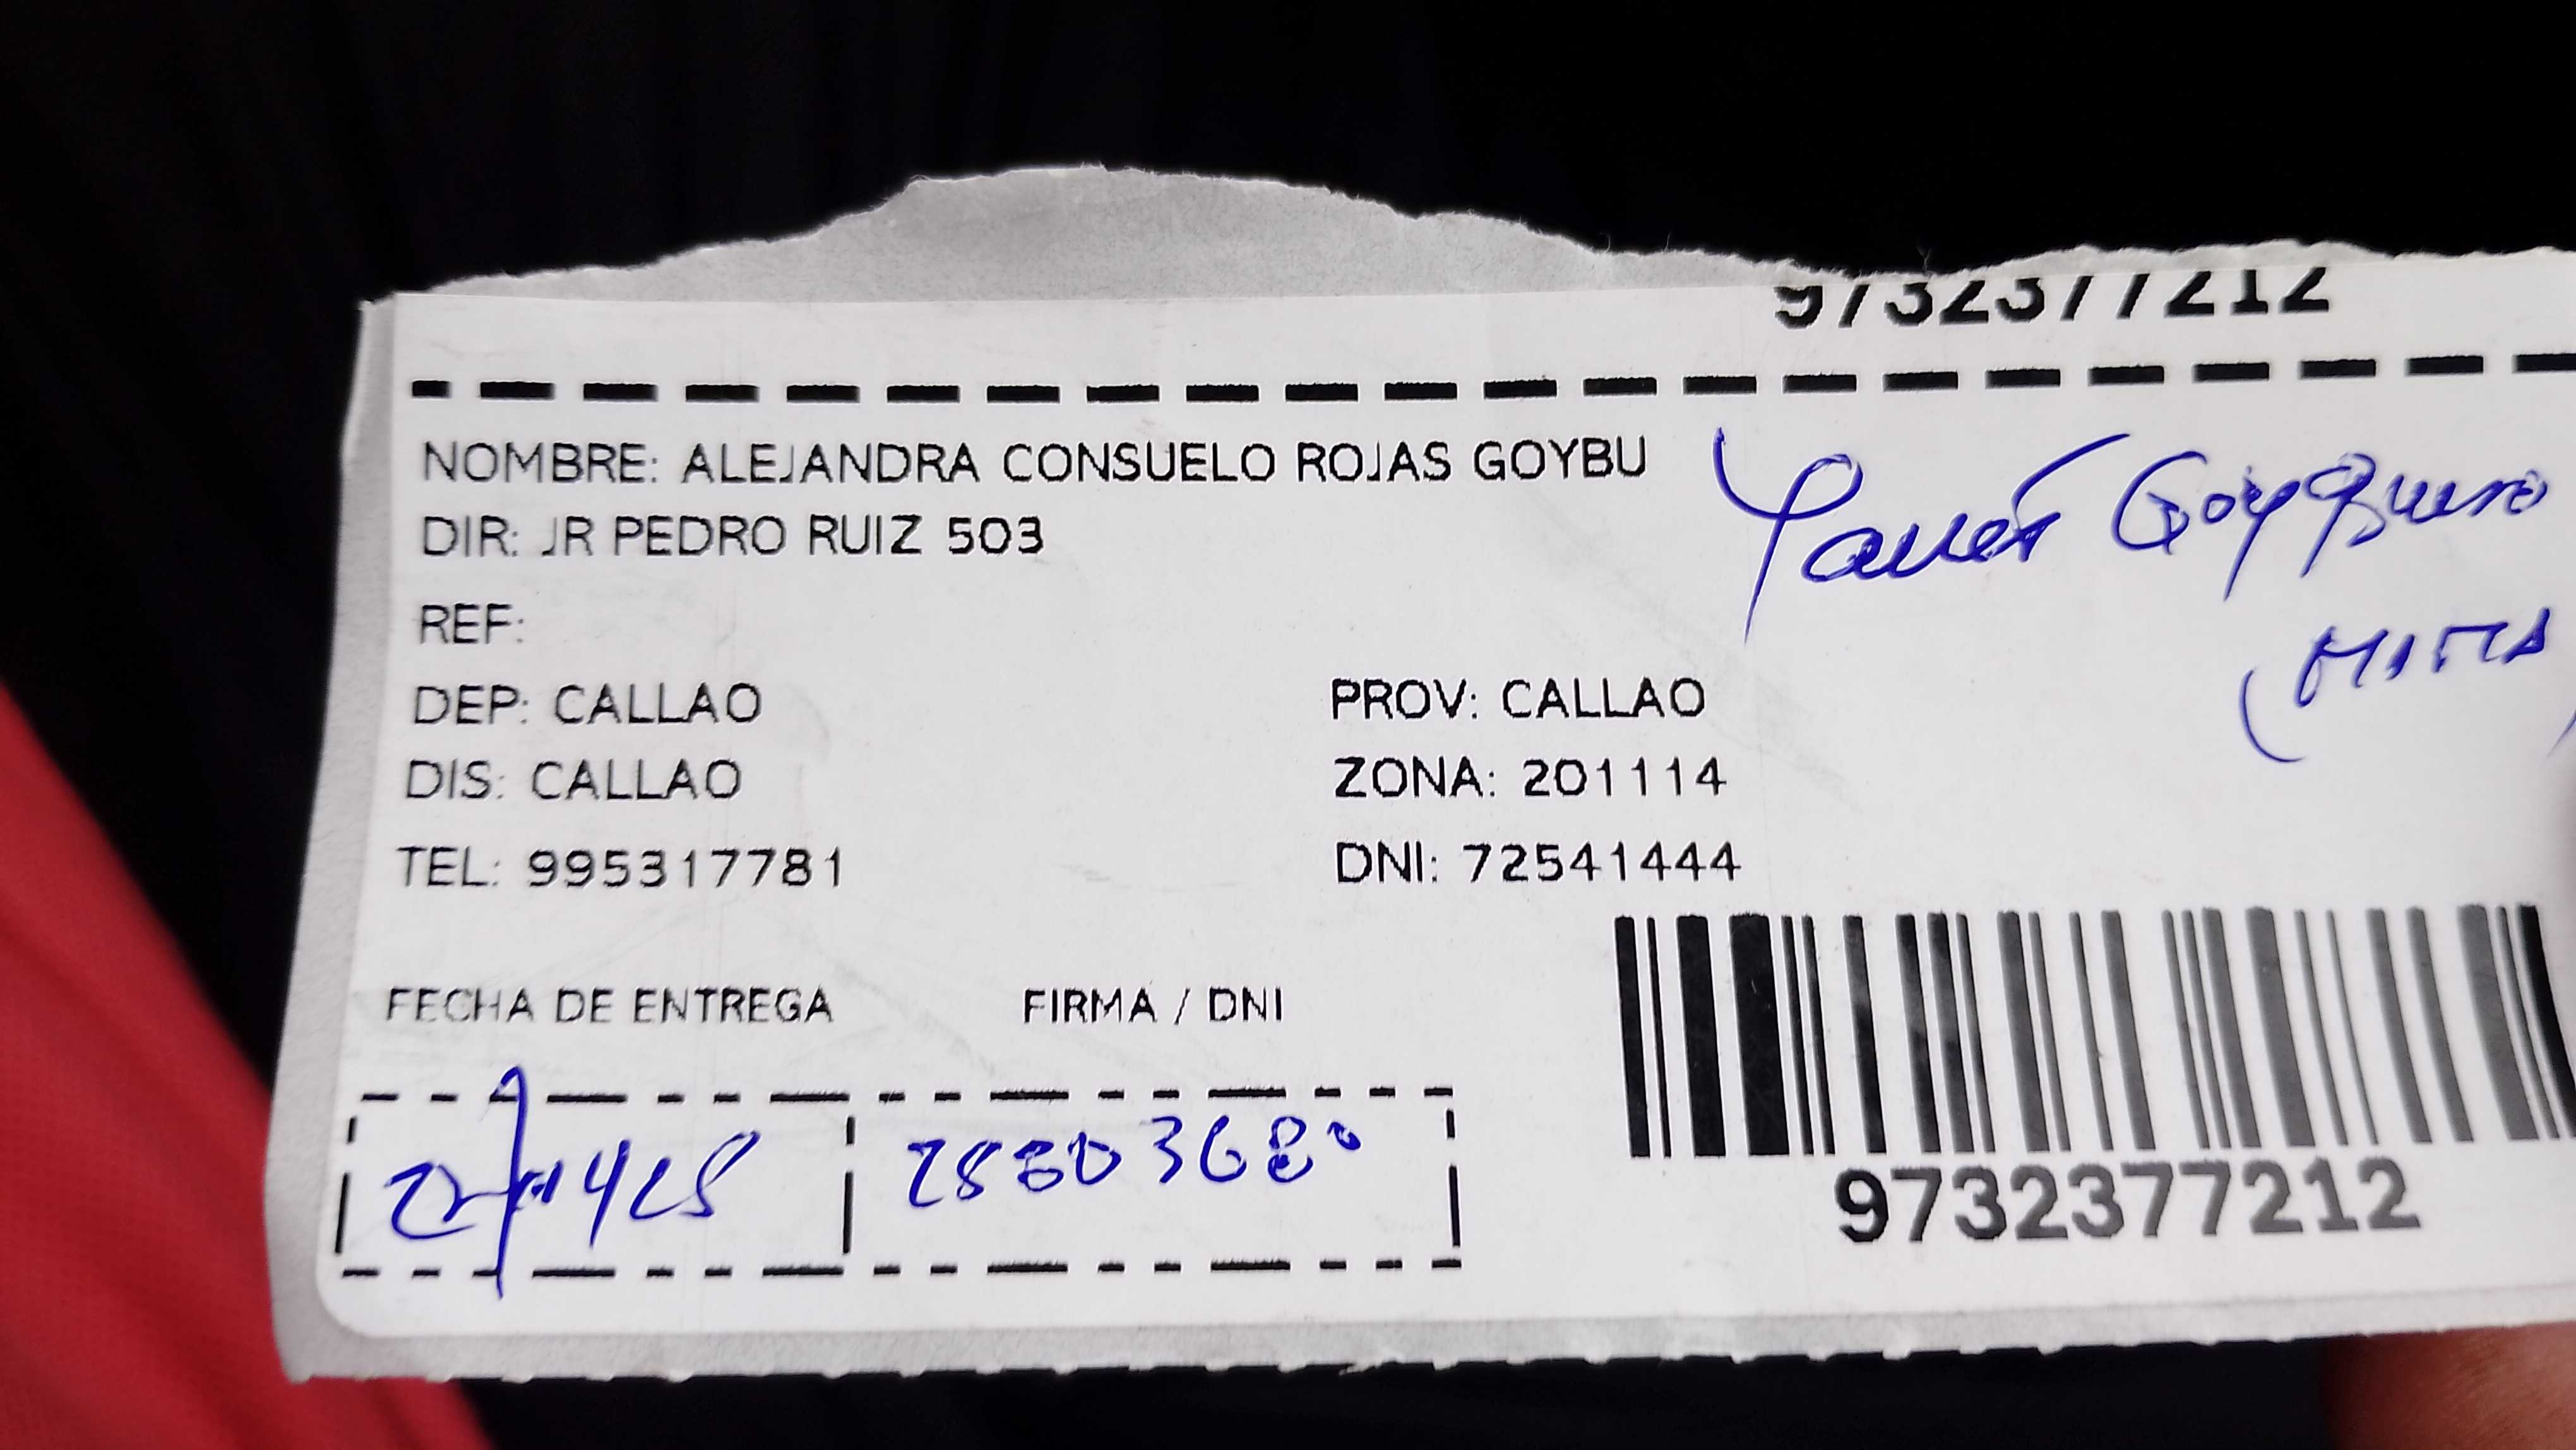 9732377212
NOMBRE: ALEJANDRA CONSUELO ROJAS GOYBU
DIR: JR PEDRO RUIZ 503
REF:
DEP: CALLAO
PROV: CALLAO
DIS: CALLAO
ZONA: 201114
TEL: 995317781
DNI: 72541444
FECHA DE ENTREGA
FIRMA / DNI
9732377212